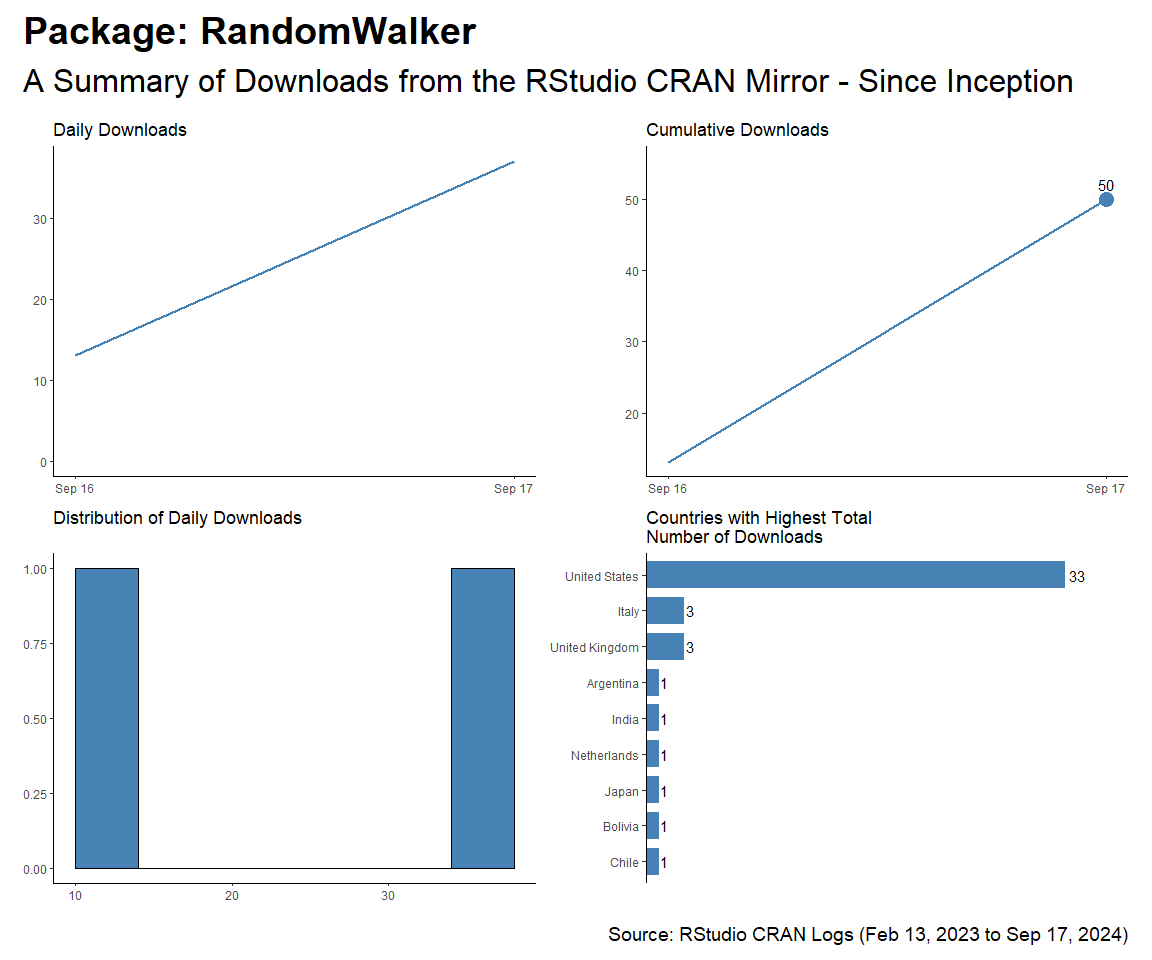 Package: RandomWalker
A Summary of Downloads from the RStudio CRAN Mirror - Since Inception
Daily Downloads
30
20
10
0
Sep 16
Sep 17
Cumulative Downloads
50
50
40
30
20
Sep 16
Sep 17
Distribution of Daily Downloads
1.00
0.75
0.50
0.25
0.00
10
20
30
Countries with Highest Total
Number of Downloads
United States 33
Italy 3
United Kingdom 3
Argentina 1
India 1
Netherlands 1
Japan 1
Bolivia 1
Chile 1
Source: RStudio CRAN Logs (Feb 13, 2023 to Sep 17, 2024)